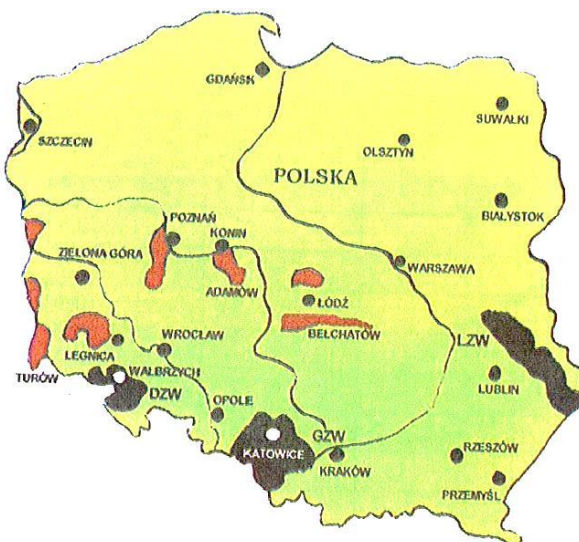 GDAŃSK
SUWAŁKI
SZCZECIN
OLSZTYN
POLSKA
BIAŁYSTOK
POZNAŃ
KONIN
ZIELONA GÓRA
WARSZAWA
ADAMÓW
ŁÓDŹ
BEŁCHATÓW
WROCŁAW
LZW
LEGNICA
TURÓW
WAŁBRZYCH
LUBLIN
DZW
OPOLE
GZW
KATOWICE
KRAKÓW
RZESZÓW
PRZEMYŚL